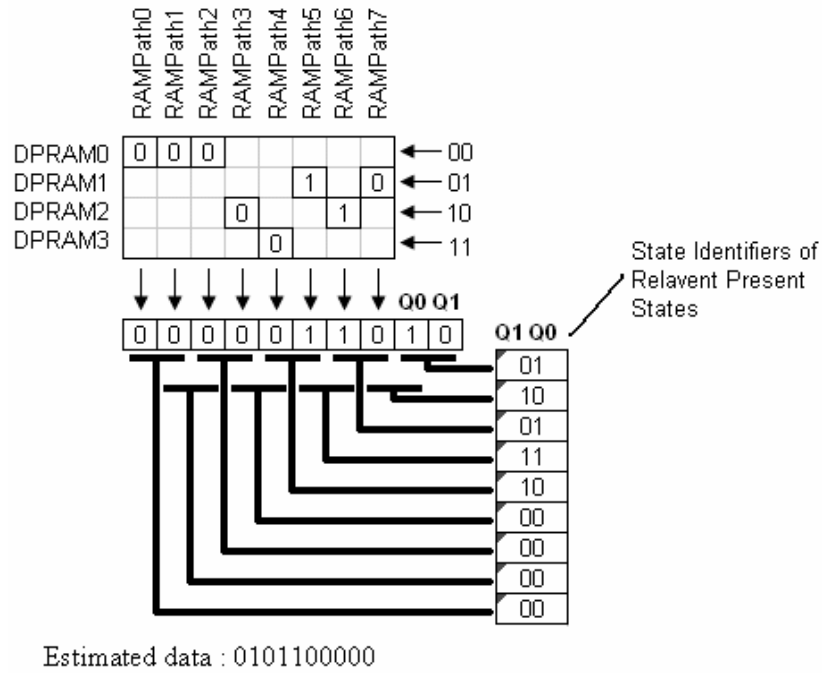 RAMPath0 RAMPath1 RAMPath2 RAMPath3 RAMPath4 RAMPath5 RAMPath6 RAMPath7
DPRAM0 0 0 0 00
DPRAM1 1 0 01
DPRAM2 0 1 10
DPRAM3 0 11
State Identifiers of
Relavent Present
States
Q0 Q1
0 0 0 0 0 1 1 0 1 0
Q1 Q0
01
10
01
11
10
00
00
00
00
Estimated data : 0101100000